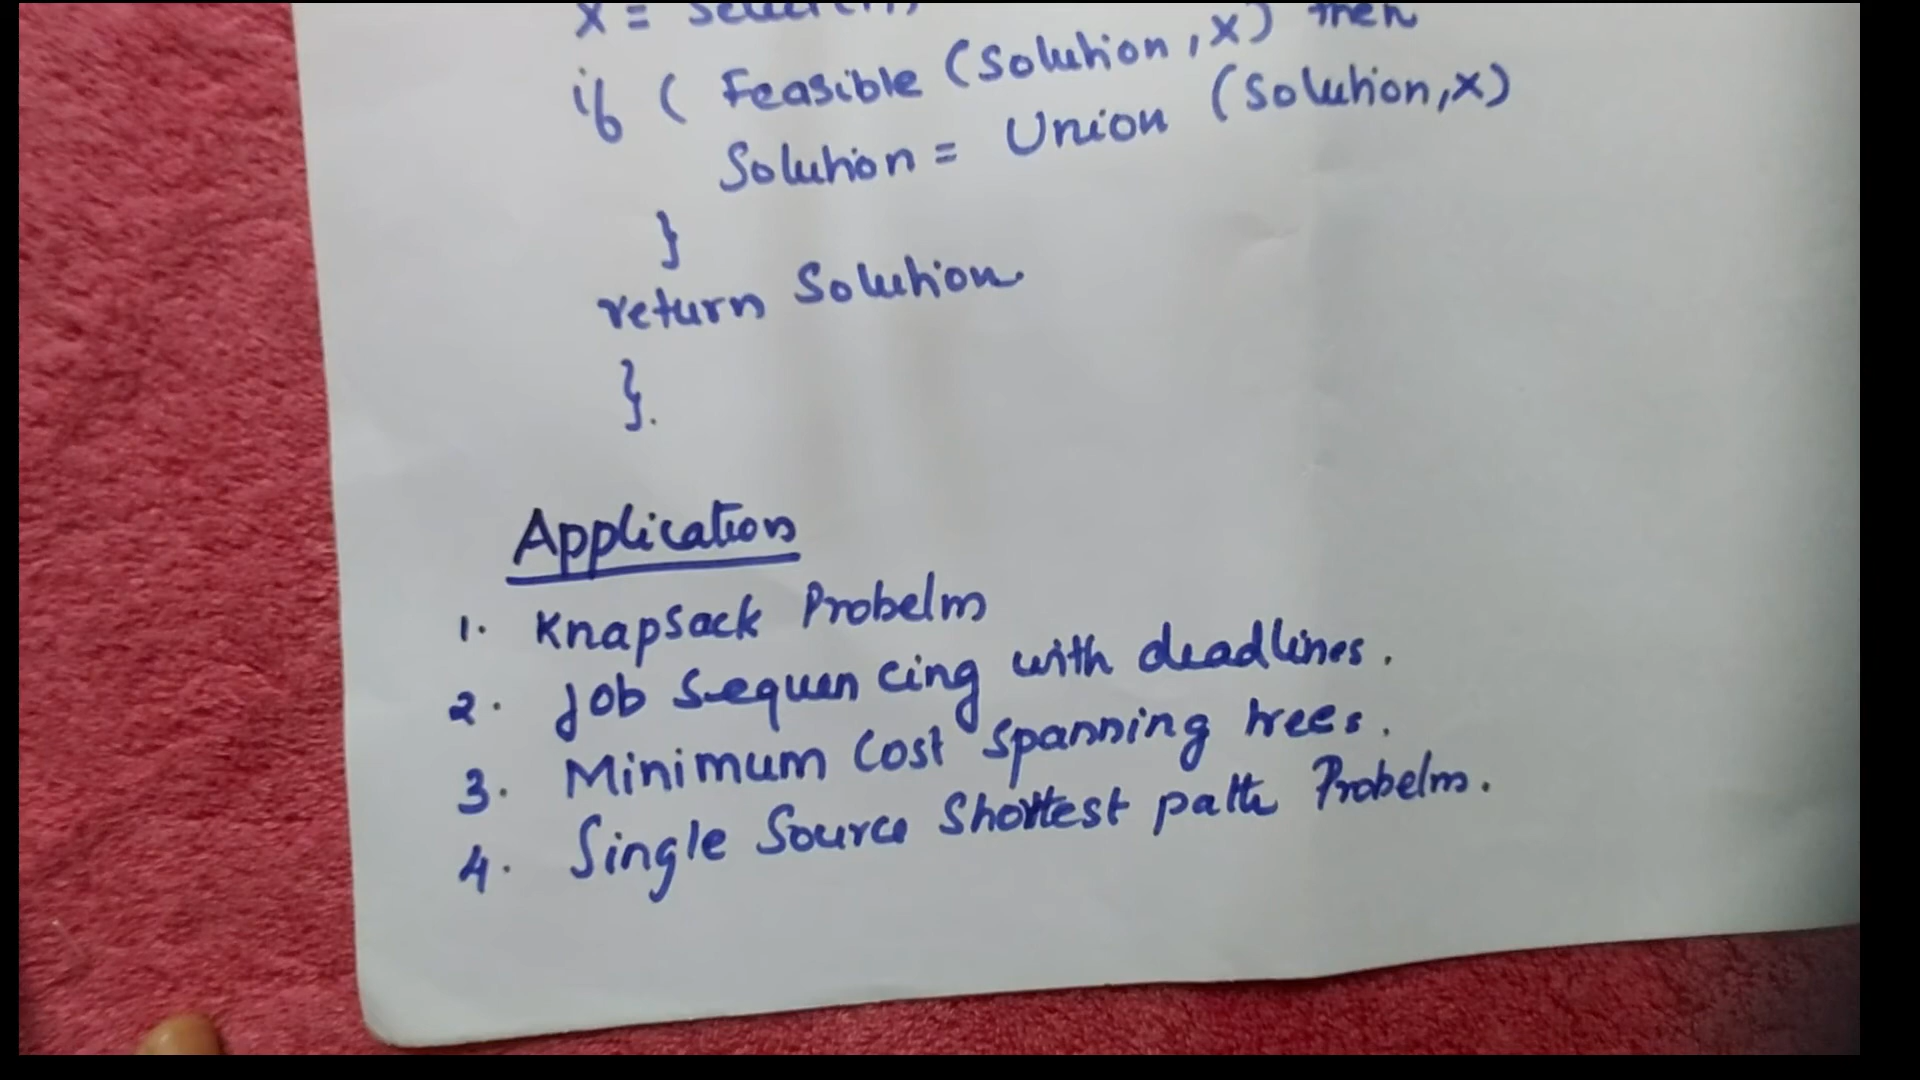 x =
if ( Feasible (Solution, x) then
Solution = Union (Solution, x)
}
return Solution
}.
Application
1. Knapsack Probelm
2. Job Sequencing with deadlines.
3. Minimum Cost Spanning trees.
4. Single Source Shortest path Probelm.